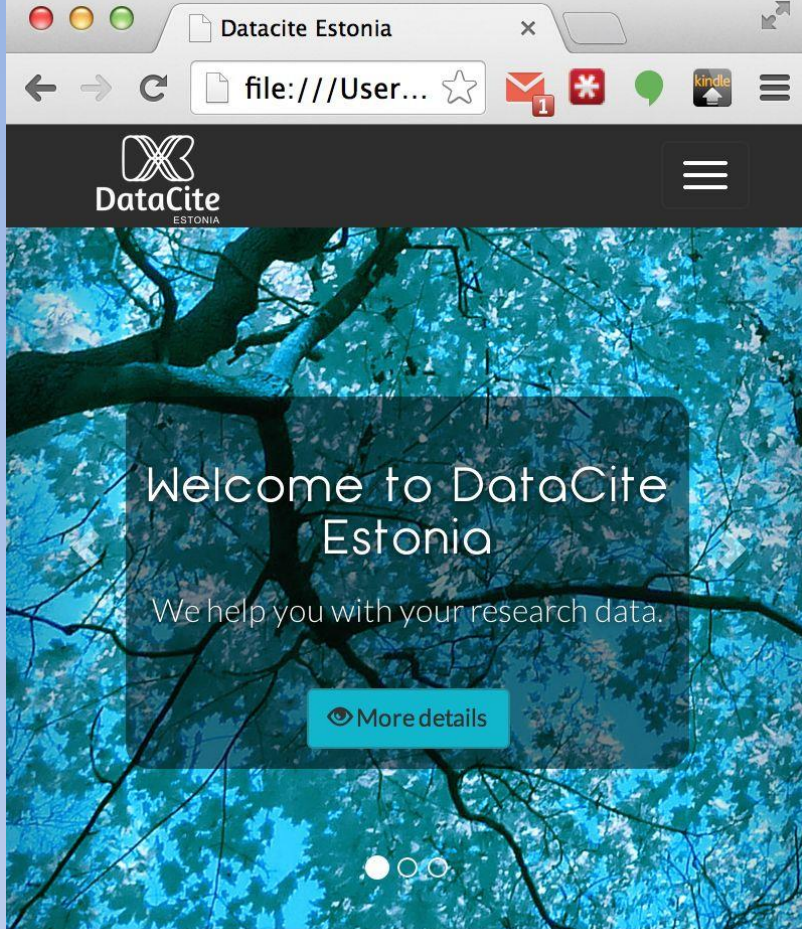 Datacite Estonia
file:///User...
1
kindle
DataCite
ESTONIA
Welcome to DataCite
Estonia
We help you with your research data.
More details